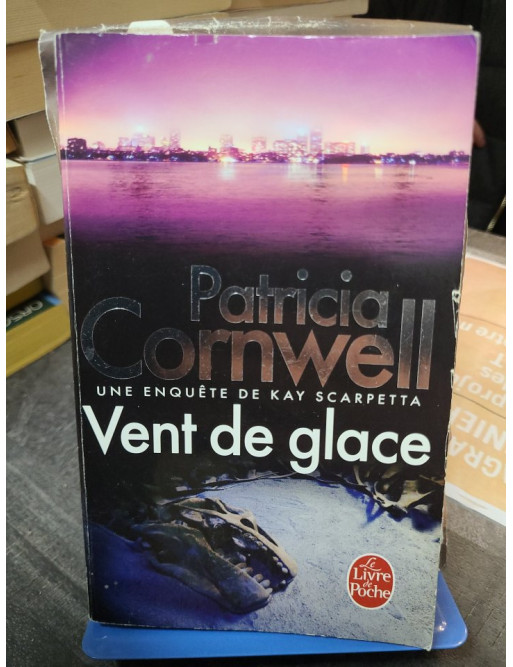 Patricia
Cornwell
UNE ENQUÊTE DE KAY SCARPETTA
Vent de glace
Le
Livre
de
Poche